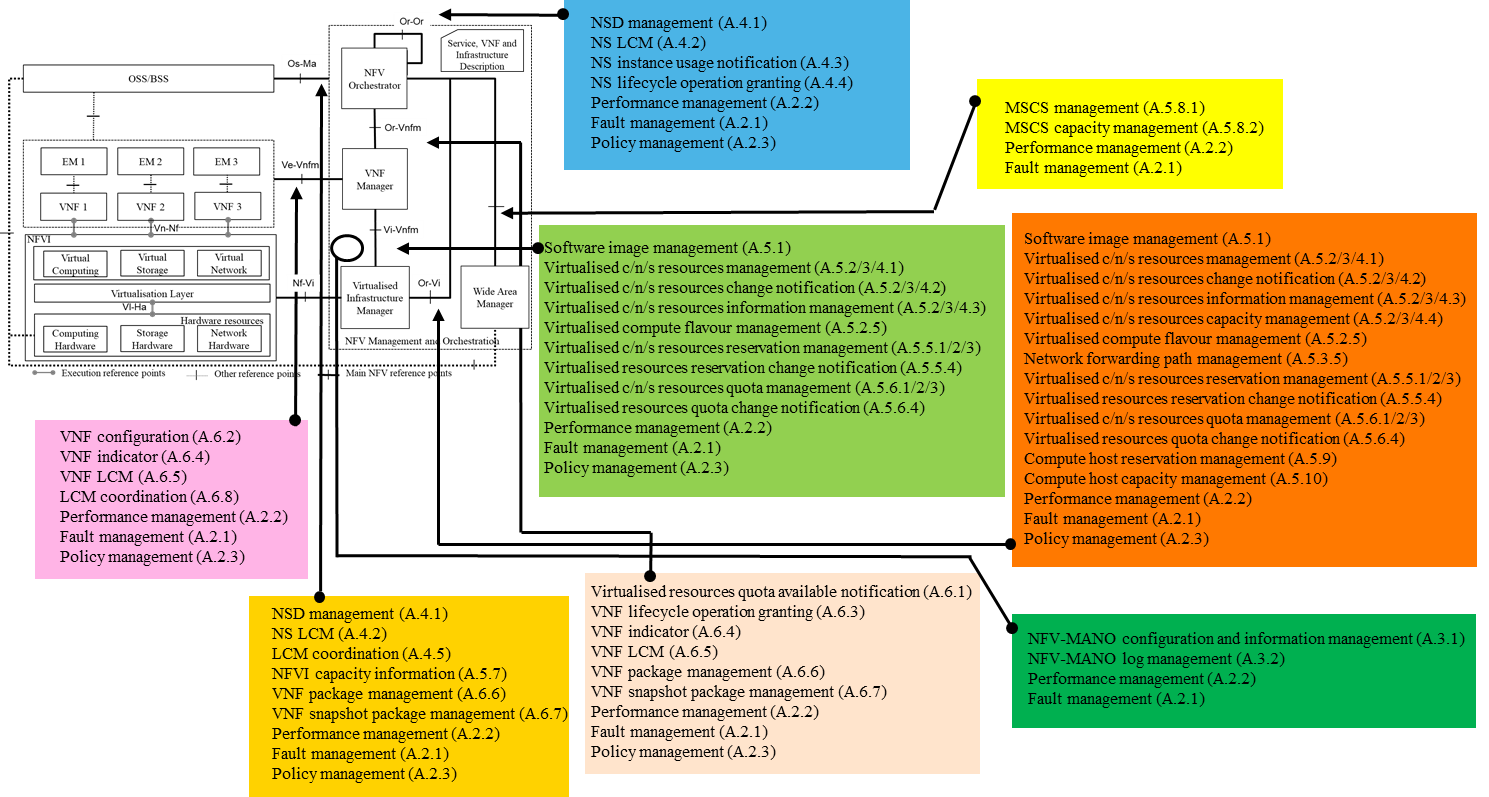 Or-Or
Service, VNF and
Infrastructure
Description
Os-Ma
OSS/BSS
NFV
Orchestrator
Or-Vnfm
EM 1
EM 2
EM 3
Ve-Vnfm
VNF
Manager
VNF 1
VNF 2
VNF 3
Vn-Nf
Vi-Vnfm
NFVI
Virtual
Computing
Virtual
Storage
Virtual
Network
Nf-Vi
Virtualised
Infrastructure
Manager
Or-Vi
Wide Area
Manager
Virtualisation Layer
VI-Ha
Hardware resources
Computing
Hardware
Storage
Hardware
Network
Hardware
NFV Management and Orchestration
Execution reference points
Other reference points
Main NFV reference points
NSD management (A.4.1)
NS LCM (A.4.2)
NS instance usage notification (A.4.3)
NS lifecycle operation granting (A.4.4)
Performance management (A.2.2)
Fault management (A.2.1)
Policy management (A.2.3)
MSCS management (A.5.8.1)
MSCS capacity management (A.5.8.2)
Performance management (A.2.2)
Fault management (A.2.1)
Software image management (A.5.1)
Virtualised c/n/s resources management (A.5.2/3/4.1)
Virtualised c/n/s resources change notification (A.5.2/3/4.2)
Virtualised c/n/s resources information management (A.5.2/3/4.3)
Virtualised compute flavour management (A.5.2.5)
Virtualised c/n/s resources reservation management (A.5.5.1/2/3)
Virtualised resources reservation change notification (A.5.5.4)
Virtualised c/n/s resources quota management (A.5.6.1/2/3)
Virtualised resources quota change notification (A.5.6.4)
Performance management (A.2.2)
Fault management (A.2.1)
Policy management (A.2.3)
Software image management (A.5.1)
Virtualised c/n/s resources management (A.5.2/3/4.1)
Virtualised c/n/s resources change notification (A.5.2/3/4.2)
Virtualised c/n/s resources information management (A.5.2/3/4.3)
Virtualised c/n/s resources capacity management (A.5.2/3/4.4)
Virtualised compute flavour management (A.5.2.5)
Network forwarding path management (A.5.3.5)
Virtualised c/n/s resources reservation management (A.5.5.1/2/3)
Virtualised resources reservation change notification (A.5.5.4)
Virtualised c/n/s resources quota management (A.5.6.1/2/3)
Virtualised resources quota change notification (A.5.6.4)
Compute host reservation management (A.5.9)
Compute host capacity management (A.5.10)
Performance management (A.2.2)
Fault management (A.2.1)
Policy management (A.2.3)
VNF configuration (A.6.2)
VNF indicator (A.6.4)
VNF LCM (A.6.5)
LCM coordination (A.6.8)
Performance management (A.2.2)
Fault management (A.2.1)
Policy management (A.2.3)
NSD management (A.4.1)
NS LCM (A.4.2)
LCM coordination (A.4.5)
NFVI capacity information (A.5.7)
VNF package management (A.6.6)
VNF snapshot package management (A.6.7)
Performance management (A.2.2)
Fault management (A.2.1)
Policy management (A.2.3)
Virtualised resources quota available notification (A.6.1)
VNF lifecycle operation granting (A.6.3)
VNF indicator (A.6.4)
VNF LCM (A.6.5)
VNF package management (A.6.6)
VNF snapshot package management (A.6.7)
Performance management (A.2.2)
Fault management (A.2.1)
Policy management (A.2.3)
NFV-MANO configuration and information management (A.3.1)
NFV-MANO log management (A.3.2)
Performance management (A.2.2)
Fault management (A.2.1)